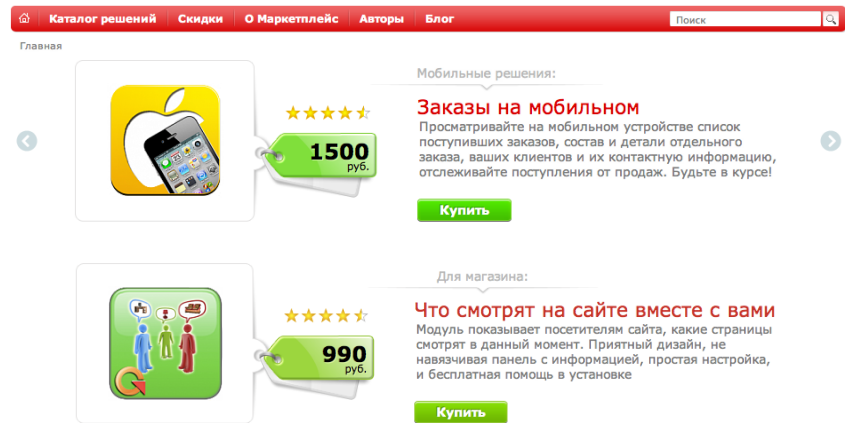 Каталог решений Скидки О Маркетплейс Авторы Блог Поиск
Главная
Мобильные решения:
Заказы на мобильном
Просматривайте на мобильном устройстве список
поступивших заказов, состав и детали отдельного
заказа, ваших клиентов и их контактную информацию,
отслеживайте поступления от продаж. Будьте в курсе!
1500
руб.
Купить
Для магазина:
Что смотрят на сайте вместе с вами
Модуль показывает посетителям сайта, какие страницы
смотрят в данный момент. Приятный дизайн, не
навязчивая панель с информацией, простая настройка,
и бесплатная помощь в установке
990
руб.
Купить